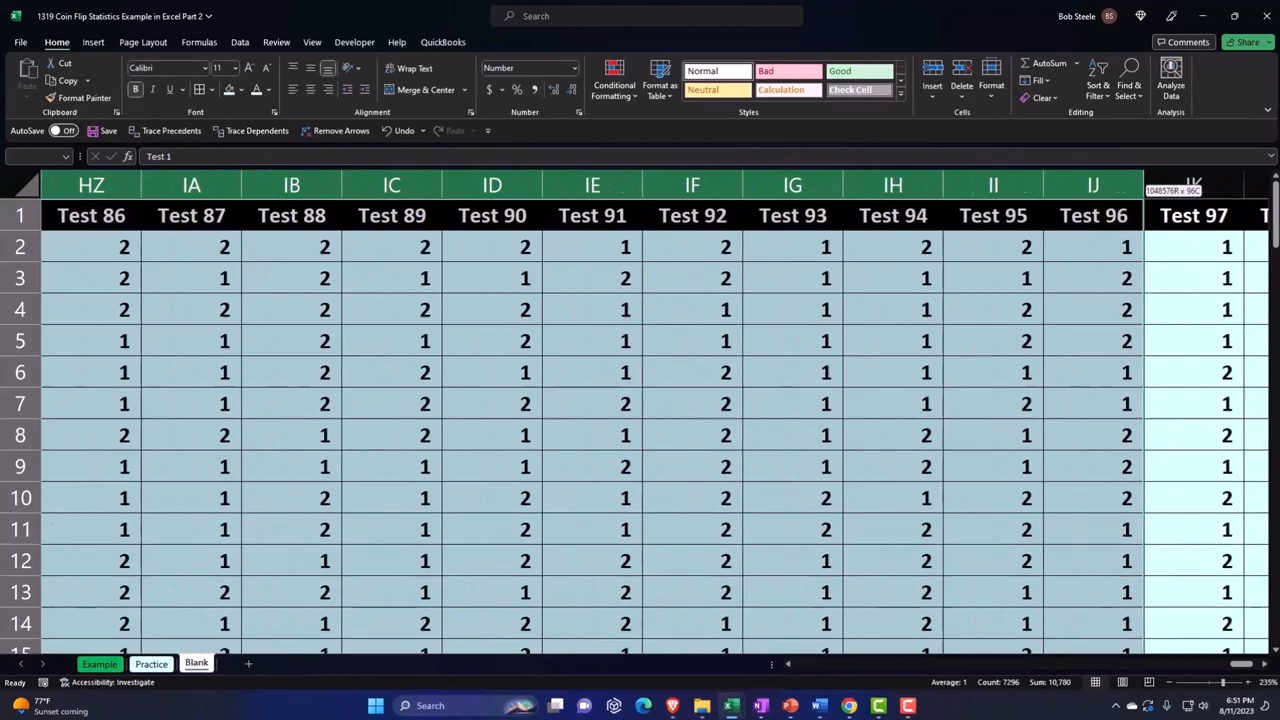 1319 Coin Flip Statistics Example in Excel Part 2
Search
Bob Steele BS
File Home Insert Page Layout Formulas Data Review View Developer Help QuickBooks Comments Share
Cut
Copy
Format Painter
Paste
Clipboard
Calibri 11
B I U
Font
Wrap Text
Merge & Center
Alignment
Number
$ %
Number
Conditional Formatting
Format as Table
Normal Bad Good
Neutral Calculation Check Cell
Styles
Insert Delete Format
Cells
AutoSum
Fill
Clear
Sort & Filter
Find & Select
Editing
Analyze Data
Analysis
AutoSave Off Save Trace Precedents Trace Dependents Remove Arrows Undo Redo
fx Test 1
HZ IA IB IC ID IE IF IG IH II IJ
1048576R x 96C
1 Test 86 Test 87 Test 88 Test 89 Test 90 Test 91 Test 92 Test 93 Test 94 Test 95 Test 96 Test 97
2 2 2 2 2 2 1 2 1 2 2 1 1
3 2 1 2 1 1 2 1 1 1 1 2 1
4 2 2 2 2 2 1 1 1 1 2 2 1
5 1 1 2 1 2 1 1 1 1 2 2 1
6 1 1 2 2 1 1 2 1 1 1 1 2
7 1 1 2 2 2 2 2 1 1 2 1 1
8 2 2 1 2 1 1 2 1 2 1 2 2
9 1 1 1 1 1 2 2 1 2 1 2 1
10 1 1 2 1 2 1 2 2 1 2 2 2
11 1 1 2 1 2 1 2 2 1 1 1 1
12 2 1 1 1 2 2 2 1 2 2 1 2
13 2 2 1 1 1 2 2 1 2 1 1 1
14 2 1 1 2 2 2 1 1 2 1 1 2
Example Practice Blank
Ready Accessibility: Investigate Average: 1 Count: 7296 Sum: 10,780 235%
77°F
Sunset coming
Search
6:51 PM
8/11/2023